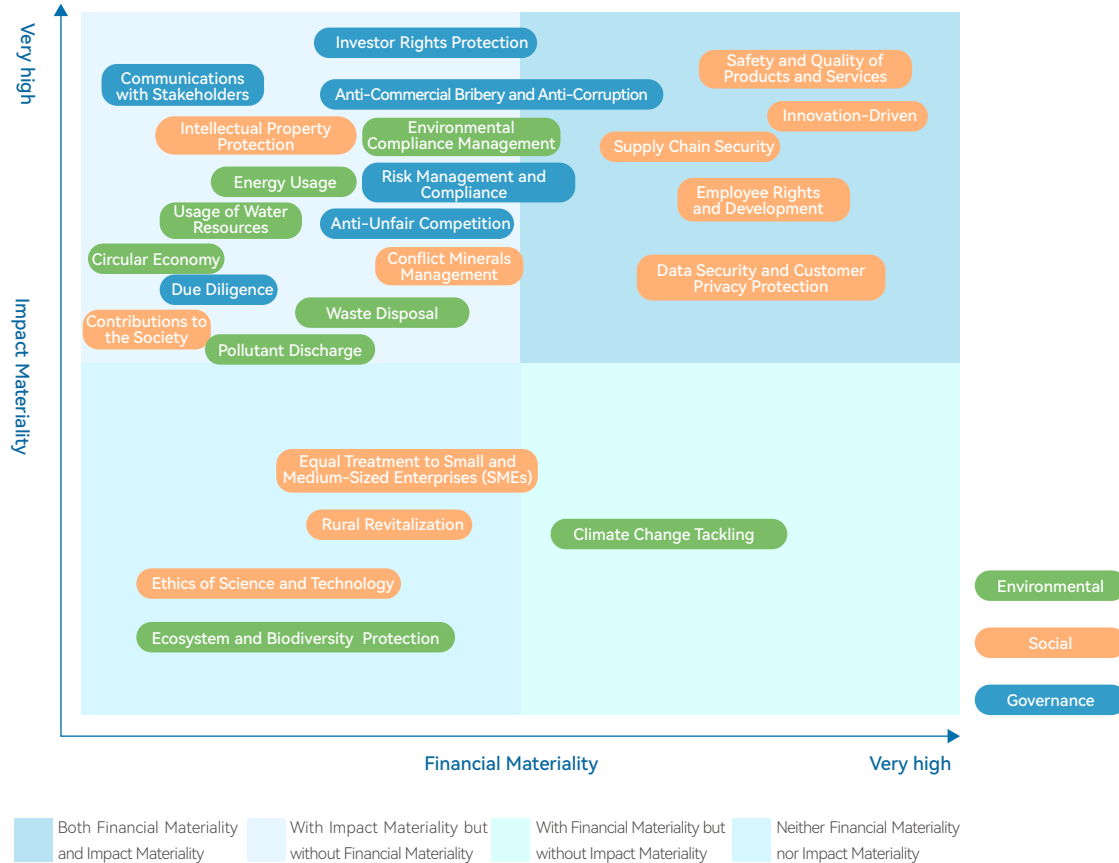 Very high
Impact Materiality
Investor Rights Protection
Communications
with Stakeholders
Anti-Commercial Bribery and Anti-Corruption
Safety and Quality of
Products and Services
Innovation-Driven
Intellectual Property
Protection
Environmental
Compliance Management
Supply Chain Security
Energy Usage
Risk Management and
Compliance
Employee Rights
and Development
Usage of Water
Resources
Anti-Unfair Competition
Circular Economy
Conflict Minerals
Management
Data Security and Customer
Privacy Protection
Due Diligence
Contributions to
the Society
Waste Disposal
Pollutant Discharge
Equal Treatment to Small and
Medium-Sized Enterprises (SMEs)
Rural Revitalization
Climate Change Tackling
Ethics of Science and Technology
Ecosystem and Biodiversity Protection
Environmental
Social
Governance
Financial Materiality
Very high
Both Financial Materiality
and Impact Materiality
With Impact Materiality but
without Financial Materiality
With Financial Materiality but
without Impact Materiality
Neither Financial Materiality
nor Impact Materiality